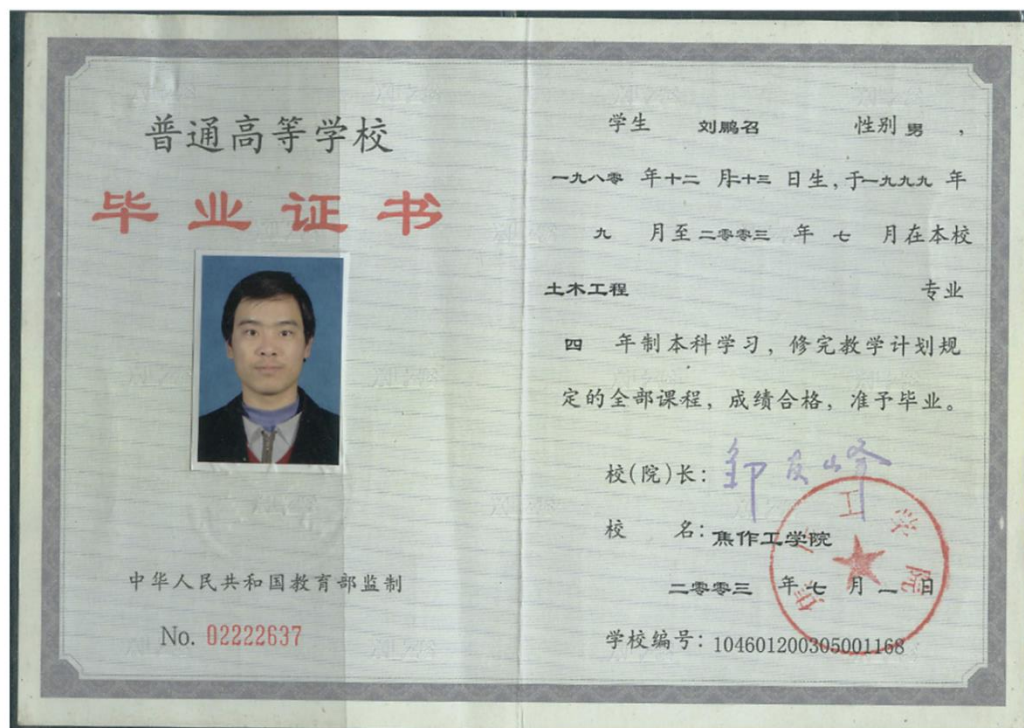 普通高等学校
毕业证书
中华人民共和国教育部监制
No. 02222637
学生 刘鹏召 性别 男 ，
一九八零 年 十二 月 二十三 日生，于 一九九九 年
九 月至 二零零三 年 七 月在本校
土木工程 专业
四 年制本科学习，修完教学计划规
定的全部课程，成绩合格，准予毕业。
校(院)长：
校 名：焦作工学院
二零零三 年 七 月 一 日
学校编号：104601200305001168
焦作工学院